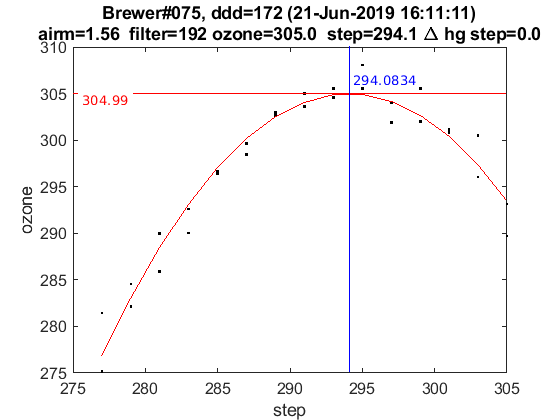 Brewer#075, ddd=172 (21-Jun-2019 16:11:11)
airm=1.56 filter=192 ozone=305.0 step=294.1 Δ hg step=0.0
310
294.0834
305
304.99
300
295
ozone
290
285
280
275
275 280 285 290 295 300 305
step